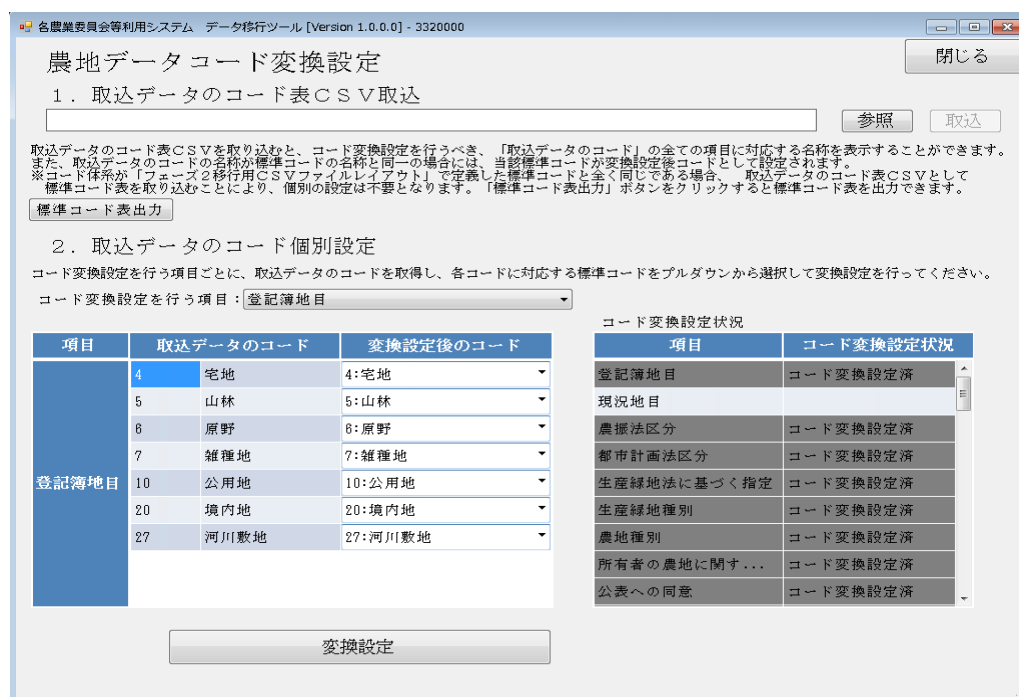 各農業委員会等利用システム　データ移行ツール [Version 1.0.0.0] - 3320000
農地データコード変換設定
閉じる
１．取込データのコード表ＣＳＶ取込
参照
取込
取込データのコード表ＣＳＶを取り込むと、コード変換設定を行うべき、「取込データのコード」の全ての項目に対応する名称を表示することができます。
また、取込データのコードの名称が標準コードの名称と同一の場合には、当該標準コードが変換設定後コードとして設定されます。
※コード体系が「フェーズ２移行用ＣＳＶファイルレイアウト」で定義した標準コードと全く同じである場合、　取込データのコード表ＣＳＶとして
標準コード表を取り込むことにより、個別の設定は不要となります。「標準コード表出力」ボタンをクリックすると標準コード表を出力できます。
標準コード表出力
２．取込データのコード個別設定
コード変換設定を行う項目ごとに、取込データのコードを取得し、各コードに対応する標準コードをプルダウンから選択して変換設定を行ってください。
コード変換設定を行う項目：登記簿地目
項目 取込データのコード 変換設定後のコード
登記簿地目
4 宅地 4:宅地
5 山林 5:山林
6 原野 6:原野
7 雑種地 7:雑種地
10 公用地 10:公用地
20 境内地 20:境内地
27 河川敷地 27:河川敷地
コード変換設定状況
項目 コード変換設定状況
登記簿地目 コード変換設定済
現況地目
農振法区分 コード変換設定済
都市計画法区分 コード変換設定済
生産緑地法に基づく指定 コード変換設定済
生産緑地種別 コード変換設定済
農地種別 コード変換設定済
所有者の農地に関す... コード変換設定済
公表への同意 コード変換設定済
変換設定